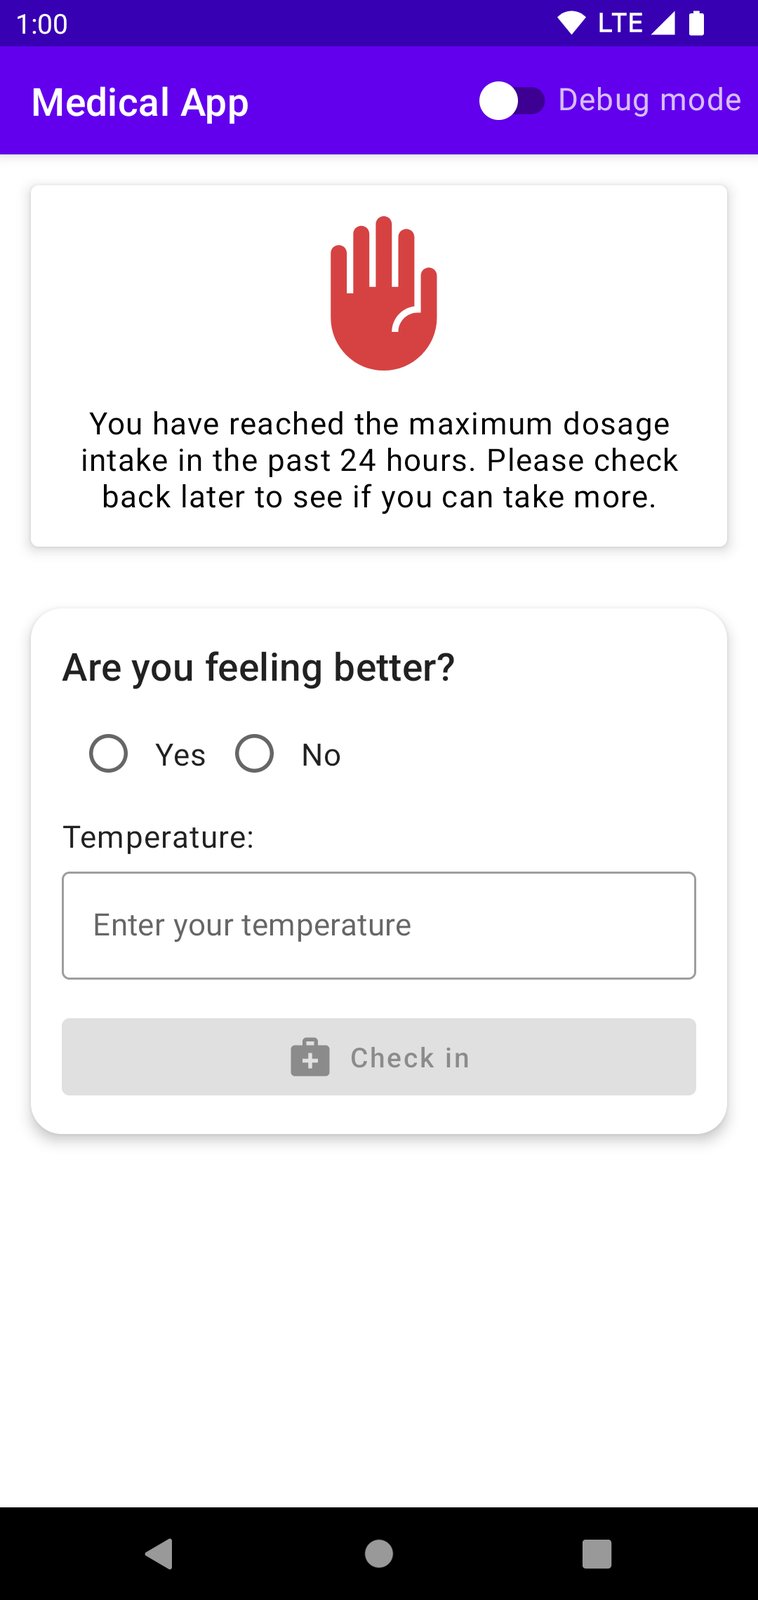 1:00 LTE
Medical App Debug mode
You have reached the maximum dosage
intake in the past 24 hours. Please check
back later to see if you can take more.
Are you feeling better?
Yes No
Temperature:
Enter your temperature
Check in